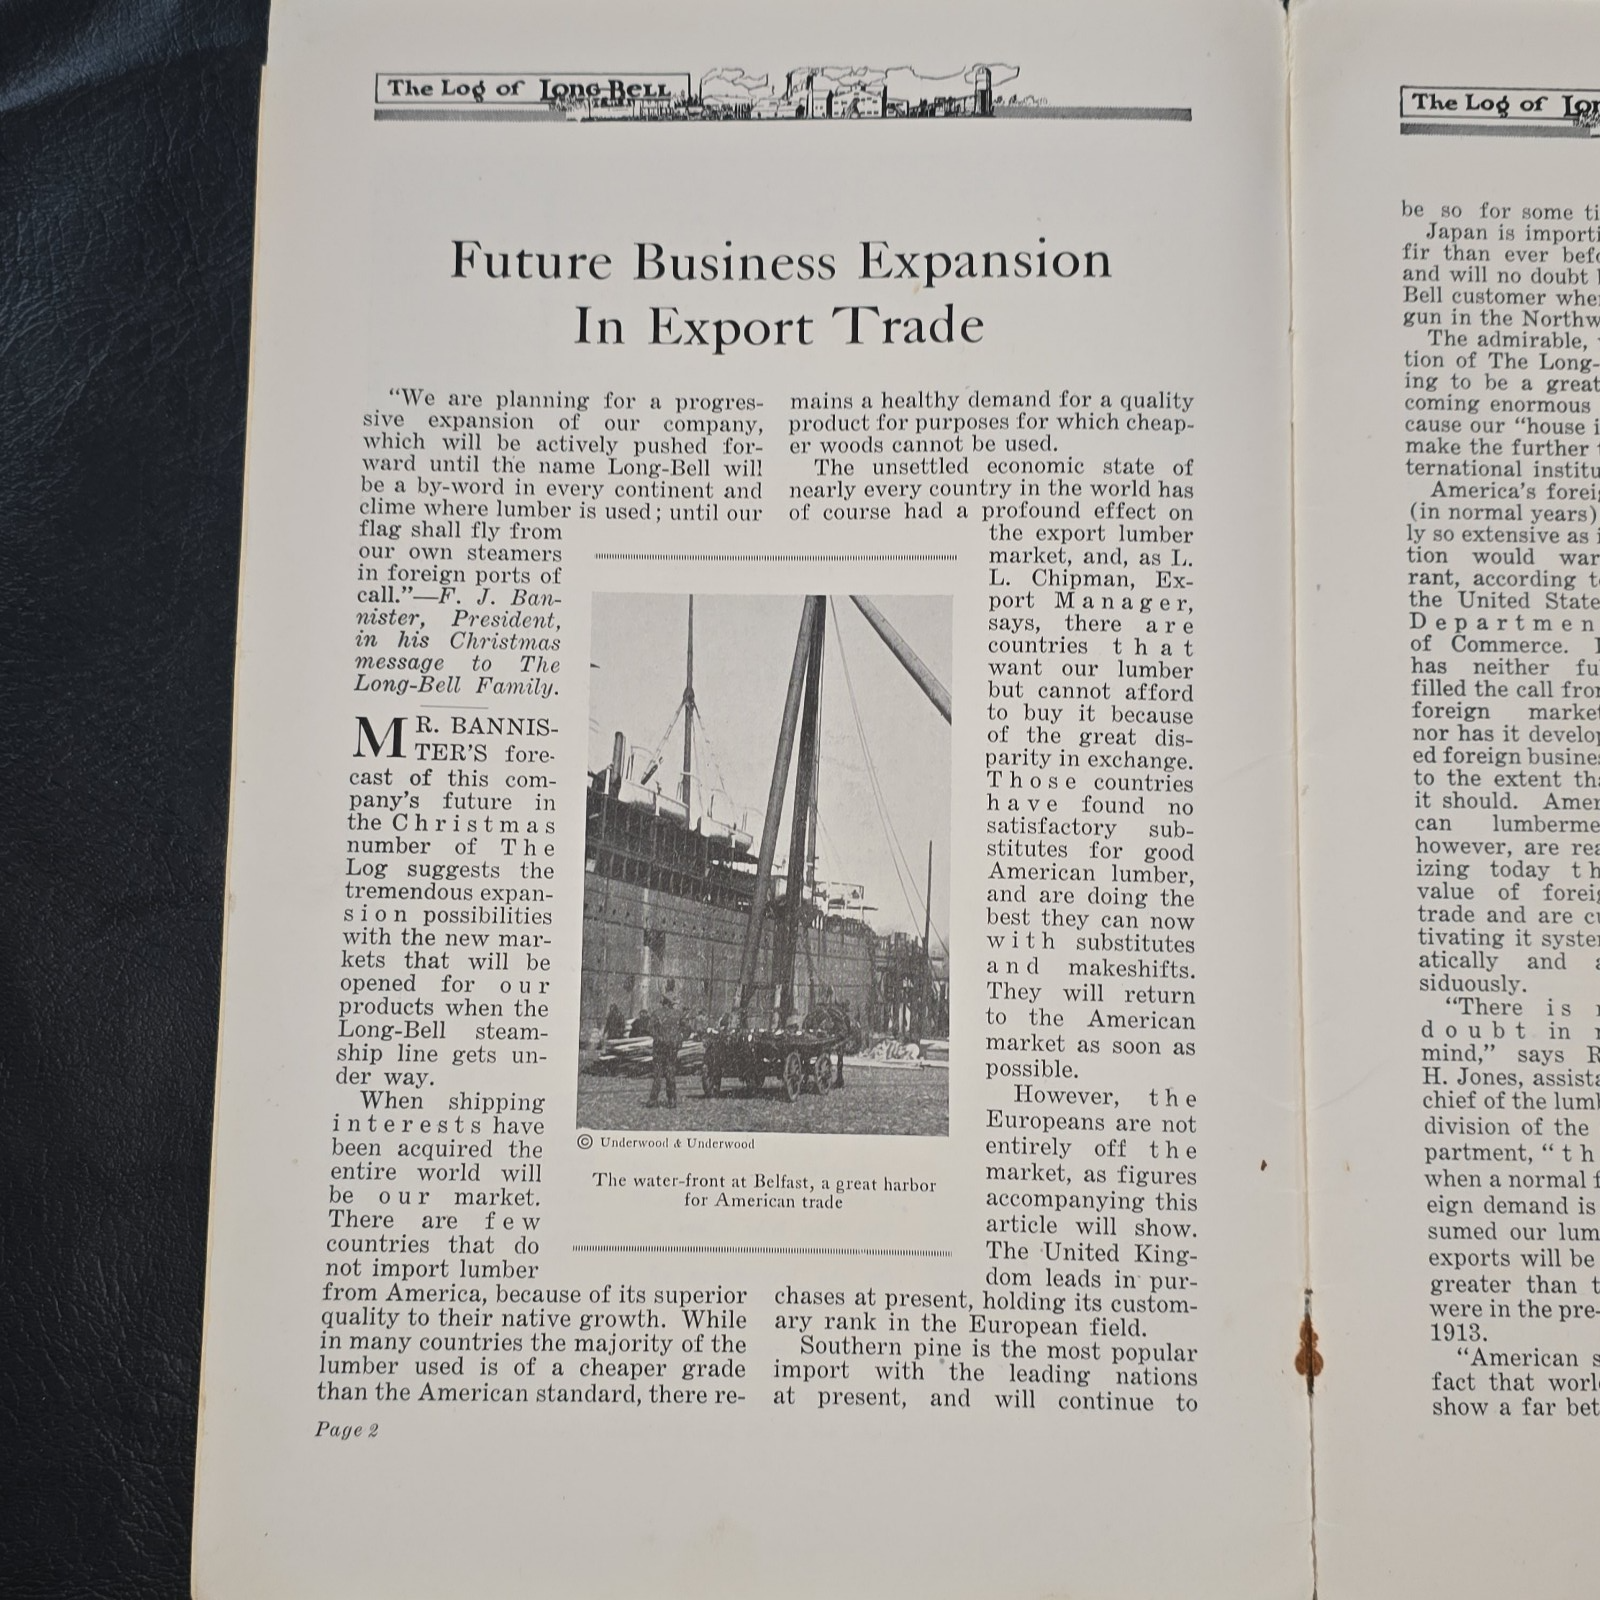 The Log of Long-Bell
Future Business Expansion
In Export Trade
"We are planning for a progres-
sive expansion of our company,
which will be actively pushed for-
ward until the name Long-Bell will
be a by-word in every continent and
clime where lumber is used; until our
flag shall fly from
our own steamers
in foreign ports of
call."—F. J. Ban-
nister, President,
in his Christmas
message to The
Long-Bell Family.
MR. BANNIS-
TER'S fore-
cast of this com-
pany's future in
the Christmas
number of The
Log suggests the
tremendous expan-
sion possibilities
with the new mar-
kets that will be
opened for our
products when the
Long-Bell steam-
ship line gets un-
der way.
When shipping
interests have
been acquired the
entire world will
be our market.
There are few
countries that do
not import lumber
from America, because of its superior
quality to their native growth. While
in many countries the majority of the
lumber used is of a cheaper grade
than the American standard, there re-
mains a healthy demand for a quality
product for purposes for which cheap-
er woods cannot be used.
The unsettled economic state of
nearly every country in the world has
of course had a profound effect on
the export lumber
market, and, as L.
L. Chipman, Ex-
port Manager,
says, there are
countries that
want our lumber
but cannot afford
to buy it because
of the great dis-
parity in exchange.
Those countries
have found no
satisfactory sub-
stitutes for good
American lumber,
and are doing the
best they can now
with substitutes
and makeshifts.
They will return
to the American
market as soon as
possible.
However, the
Europeans are not
entirely off the
market, as figures
accompanying this
article will show.
The United King-
dom leads in pur-
chases at present, holding its custom-
ary rank in the European field.
Southern pine is the most popular
import with the leading nations
at present, and will continue to
© Underwood & Underwood
The water-front at Belfast, a great harbor
for American trade
Page 2
The Log of
be so for some
Japan is
fir than ever
and will no doubt
Bell customer
gun in the
The admirable,
tion of The Long-
ing to be a great
coming enormous
cause our "house
make the further
America's
(in normal years)
ly so extensive as
tion would war-
rant, according
the United
of Commerce.
has neither
filled the call
foreign
nor has it
ed foreign
to the extent
it should.
can
however, are
izing today
value of
trade and are
tivating it
atically and
siduously.
"There is
doubt in
mind," says
H. Jones,
chief of the
division of the
partment, "
when a normal
eign demand is
sumed our
exports will be
greater than
were in the pre-
1913.
"American
fact that
show a far